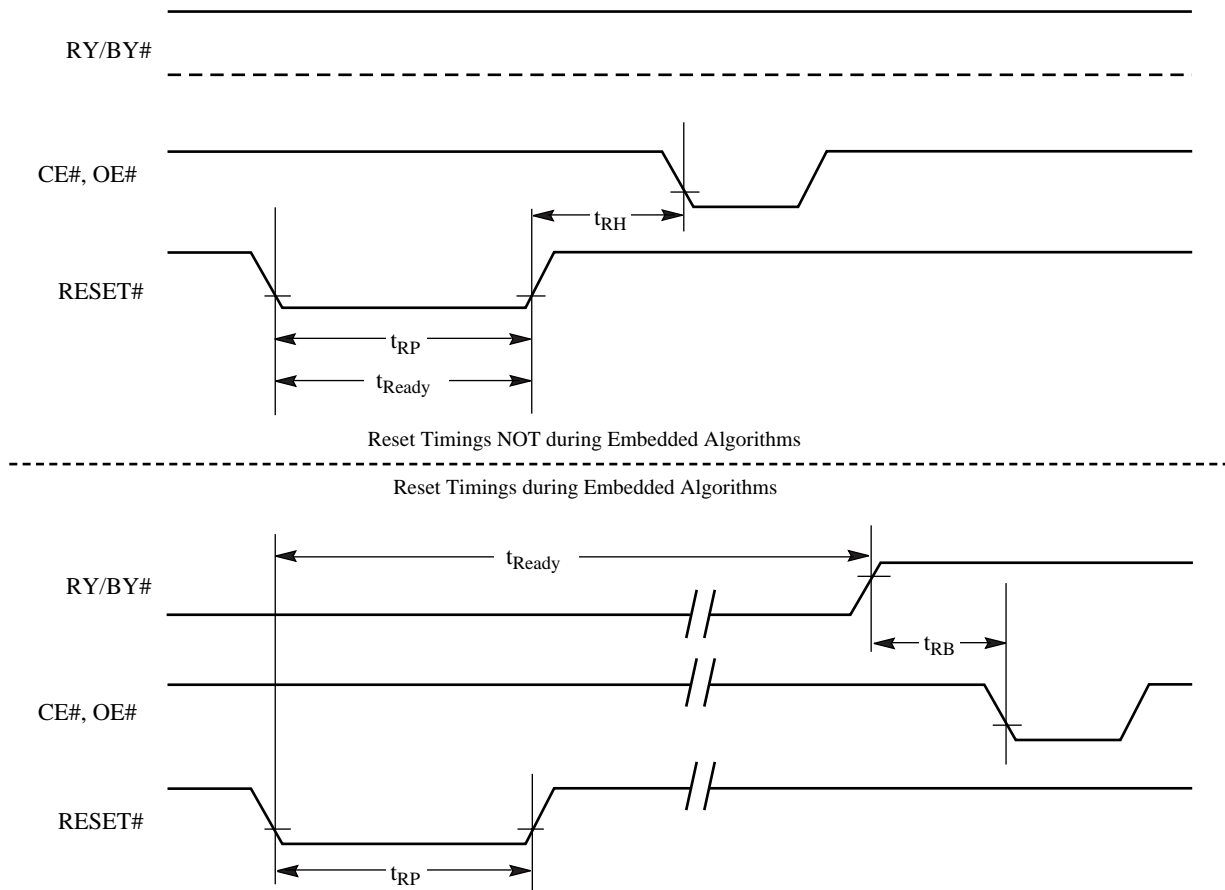 RY/BY#
CE#, OE#
tRH
RESET#
tRP
tReady
Reset Timings NOT during Embedded Algorithms
Reset Timings during Embedded Algorithms
tReady
RY/BY#
tRB
CE#, OE#
RESET#
tRP